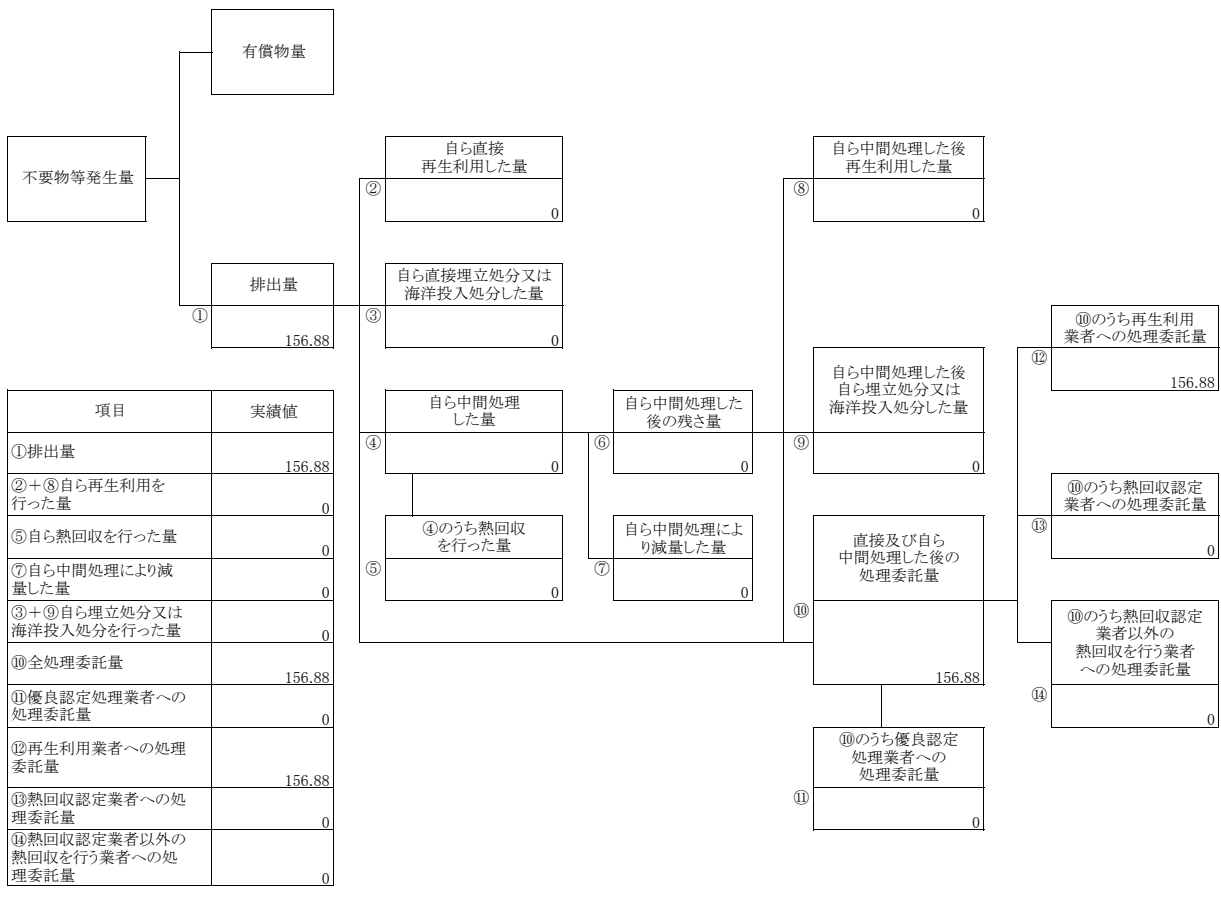 有償物量
不要物等発生量
自ら直接
再生利用した量
②
0
自ら中間処理した後
再生利用した量
⑧
0
排出量
①
156.88
自ら直接埋立処分又は
海洋投入処分した量
③
0
⑩のうち再生利用
業者への処理委託量
⑫
156.88
自ら中間処理
した量
④
0
自ら中間処理した
後の残さ量
⑥
0
自ら中間処理した後
自ら埋立処分又は
海洋投入処分した量
⑨
0
⑩のうち熱回収認定
業者への処理委託量
⑬
0
④のうち熱回収
を行った量
⑤
0
自ら中間処理によ
り減量した量
⑦
0
直接及び自ら
中間処理した後の
処理委託量
⑩
156.88
⑩のうち熱回収認定
業者以外の
熱回収を行う業者
への処理委託量
⑭
0
⑩のうち優良認定
処理業者への
処理委託量
⑪
0
項目 実績値
①排出量
156.88
②＋⑧自ら再生利用を
行った量
0
⑤自ら熱回収を行った量
0
⑦自ら中間処理により減
量した量
0
③＋⑨自ら埋立処分又は
海洋投入処分を行った量
0
⑩全処理委託量
156.88
⑪優良認定処理業者への
処理委託量
0
⑫再生利用業者への処理
委託量
156.88
⑬熱回収認定業者への処
理委託量
0
⑭熱回収認定業者以外の
熱回収を行う業者への処
理委託量
0